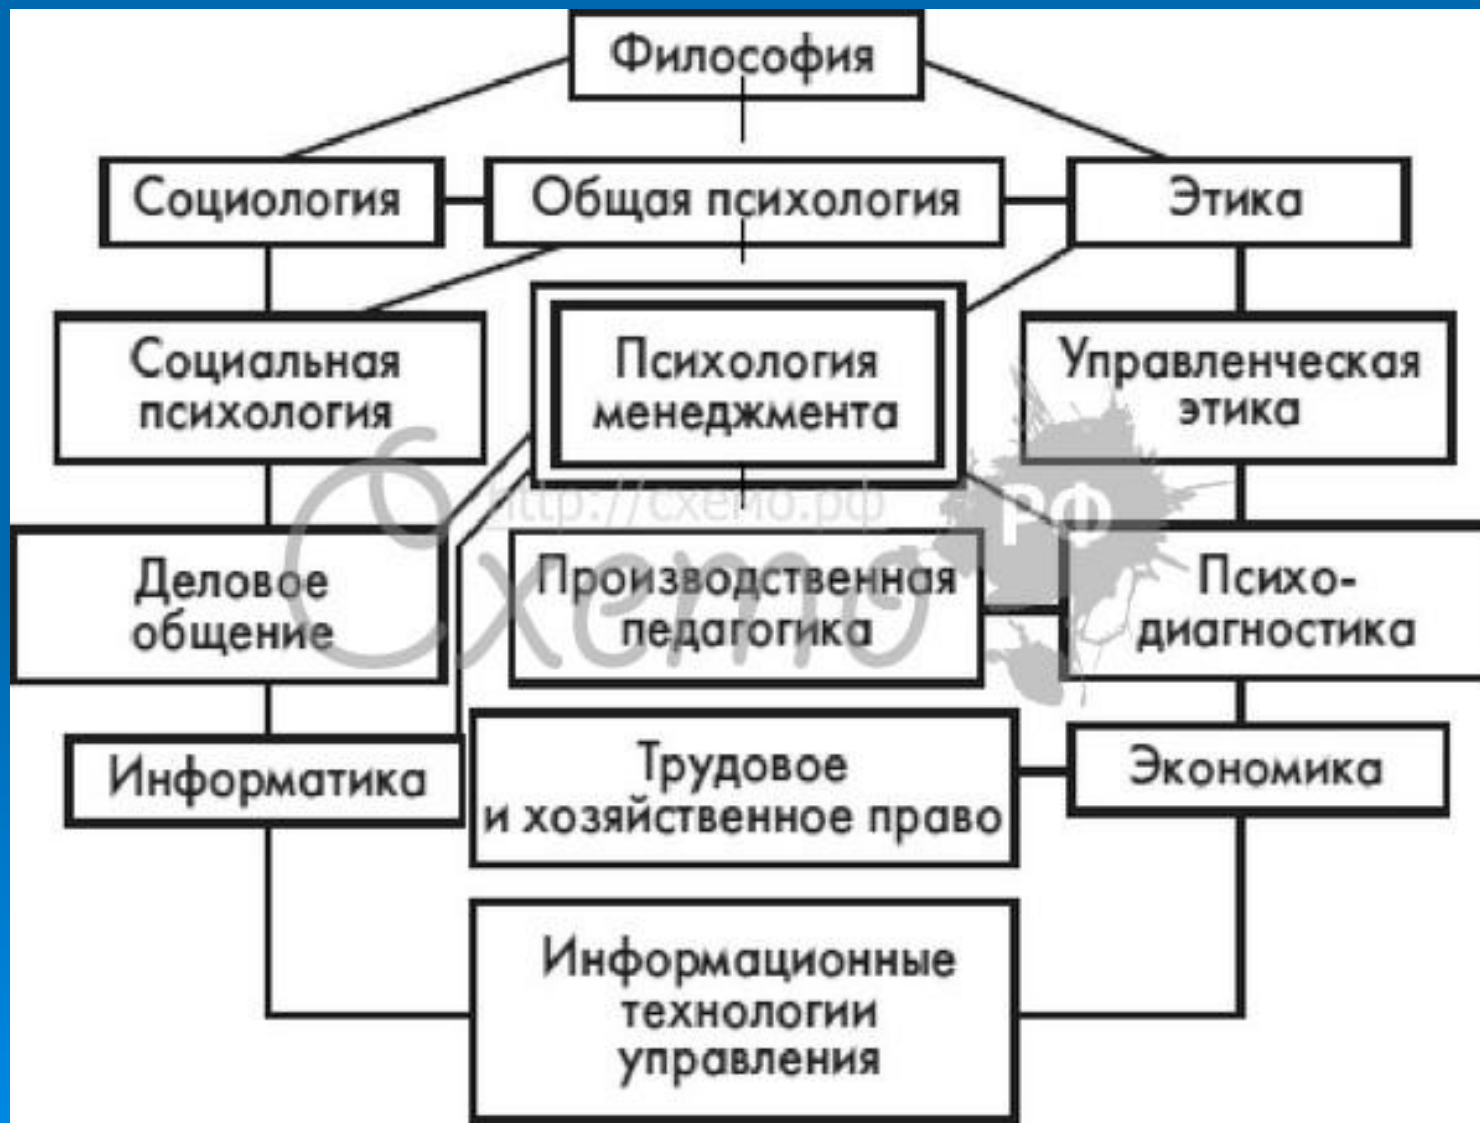 Философия
Социология
Общая психология
Этика
Социальная
психология
Психология
менеджмента
Управленческая
этика
http://схемо.рф
Схемо
РФ
Деловое
общение
Производственная
педагогика
Психо-
диагностика
Информатика
Трудовое
и хозяйственное право
Экономика
Информационные
технологии
управления